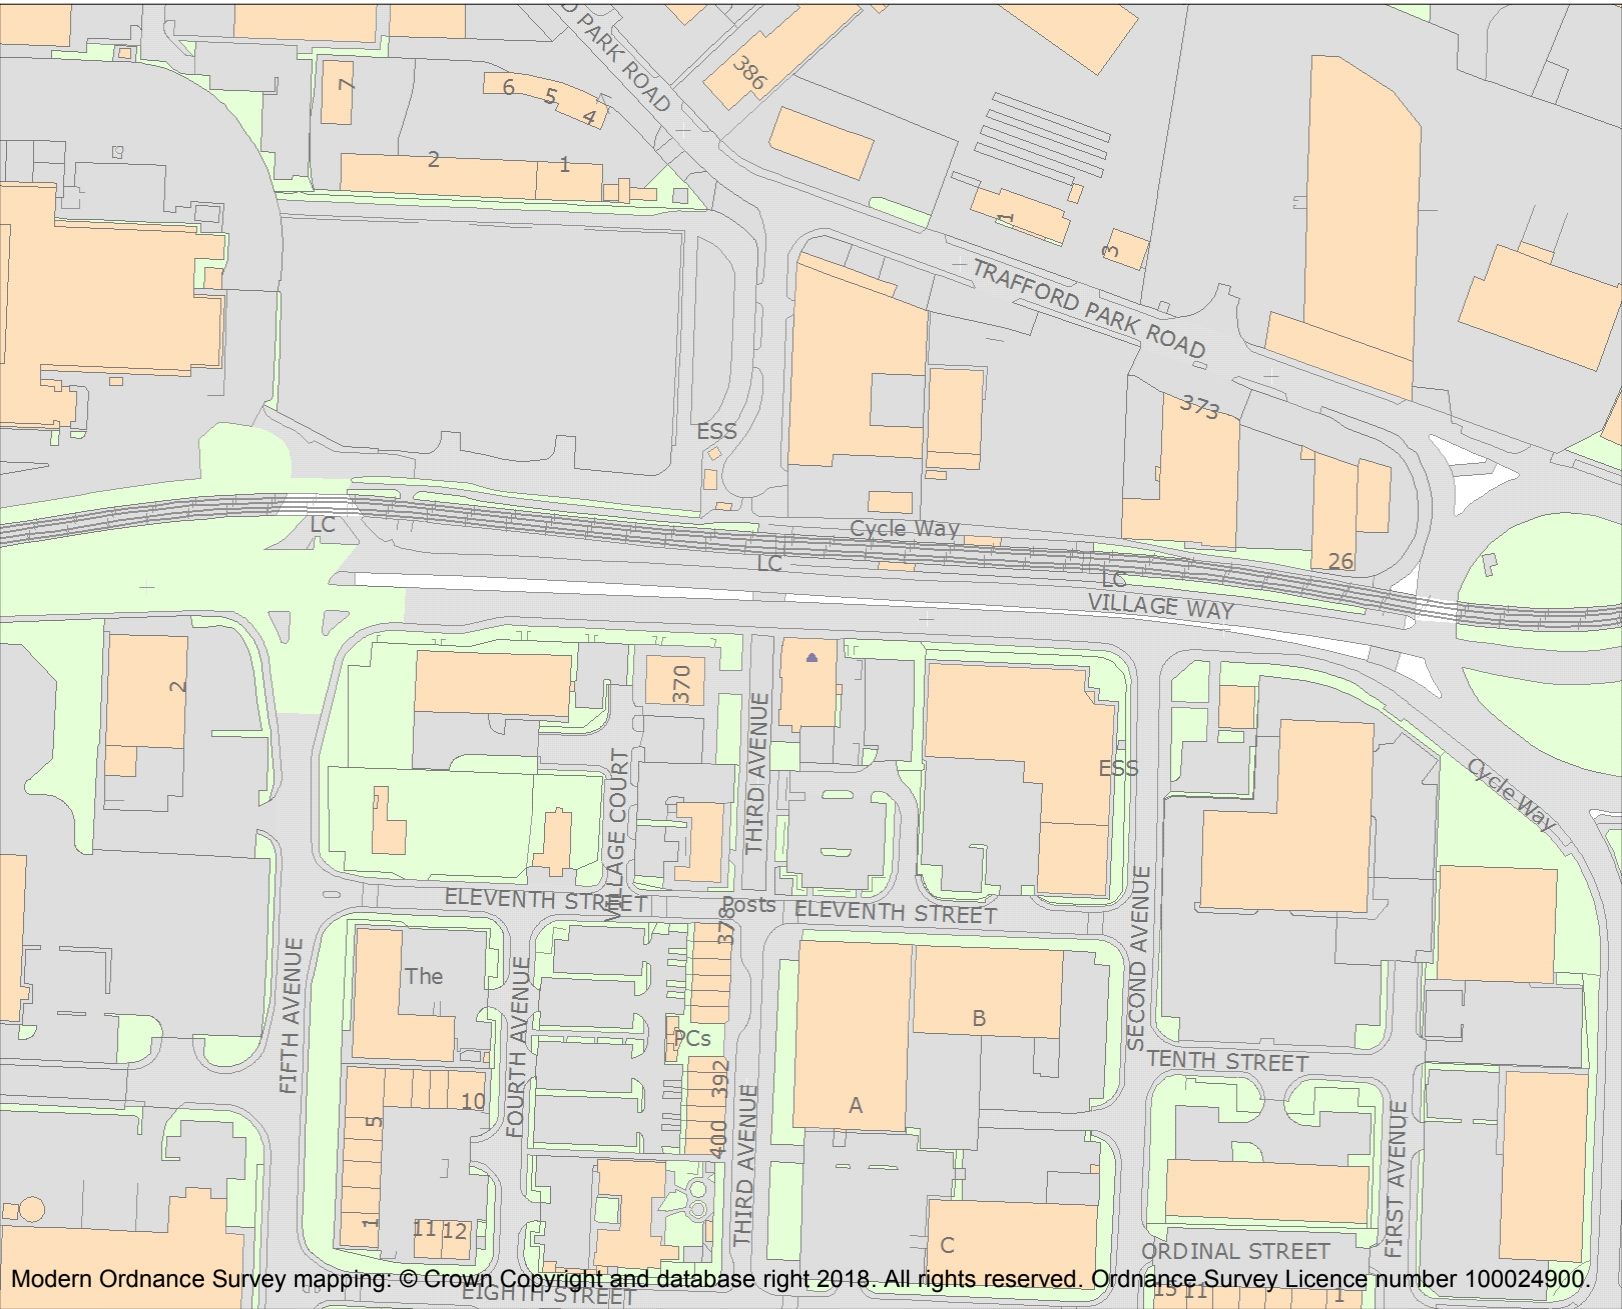 D PARK ROAD
386
7
6
5
4
2
1
1
3
TRAFFORD PARK ROAD
373
ESS
LC
Cycle Way
LC
LC
26
VILLAGE WAY
2
370
THIRD AVENUE
ESS
Cycle Way
VILLAGE COURT
ELEVENTH STREET
Posts
ELEVENTH STREET
378
SECOND AVENUE
FIFTH AVENUE
The
FOURTH AVENUE
B
PCs
TENTH STREET
392
10
A
5
400
THIRD AVENUE
FIRST AVENUE
1
11 12
C
ORDINAL STREET
Modern Ordnance Survey mapping: © Crown Copyright and database right 2018. All rights reserved. Ordnance Survey Licence number 100024900.
EIGHTH STREET
15 11
1